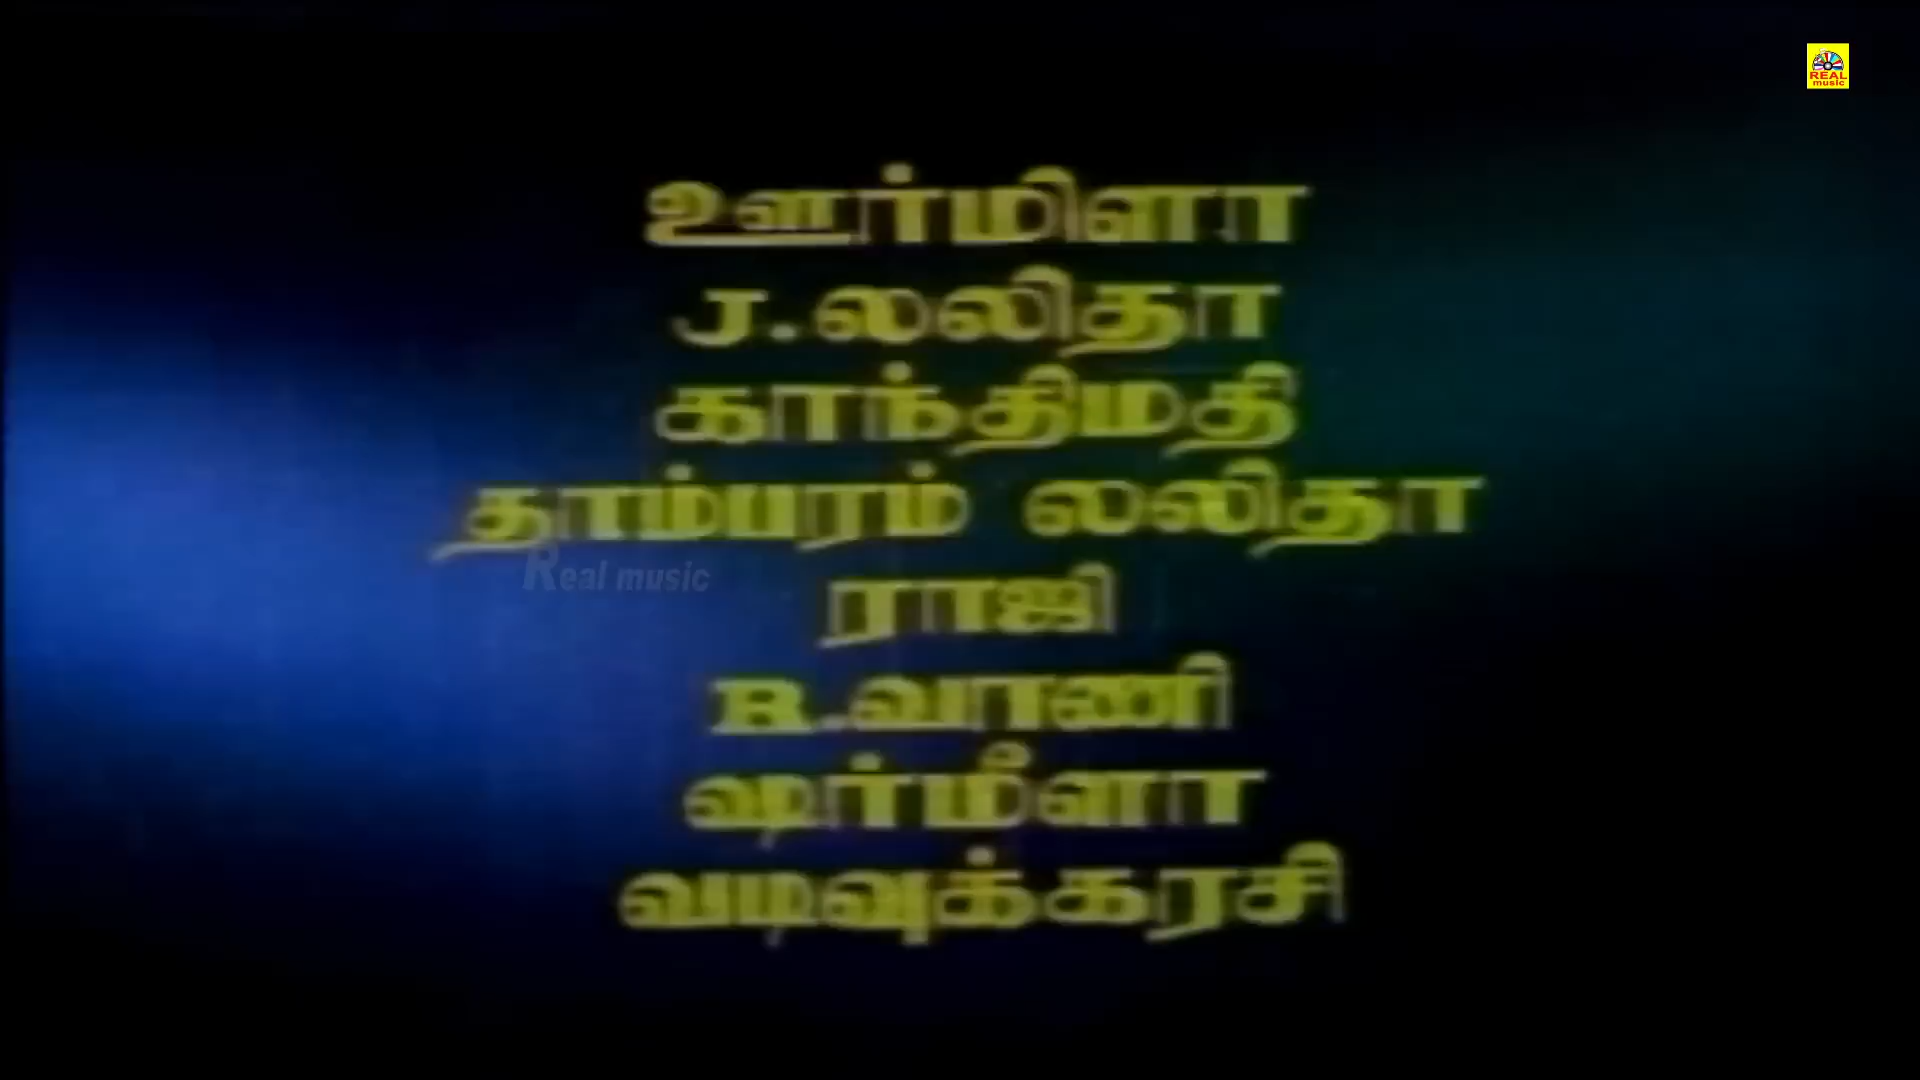 REAL
music
ஊர்மிளா
J.லலிதா
காந்திமதி
தாம்பரம் லலிதா
Real music
ராஜி
B.வாணி
ஷர்மீளா
வடிவுக்கரசி